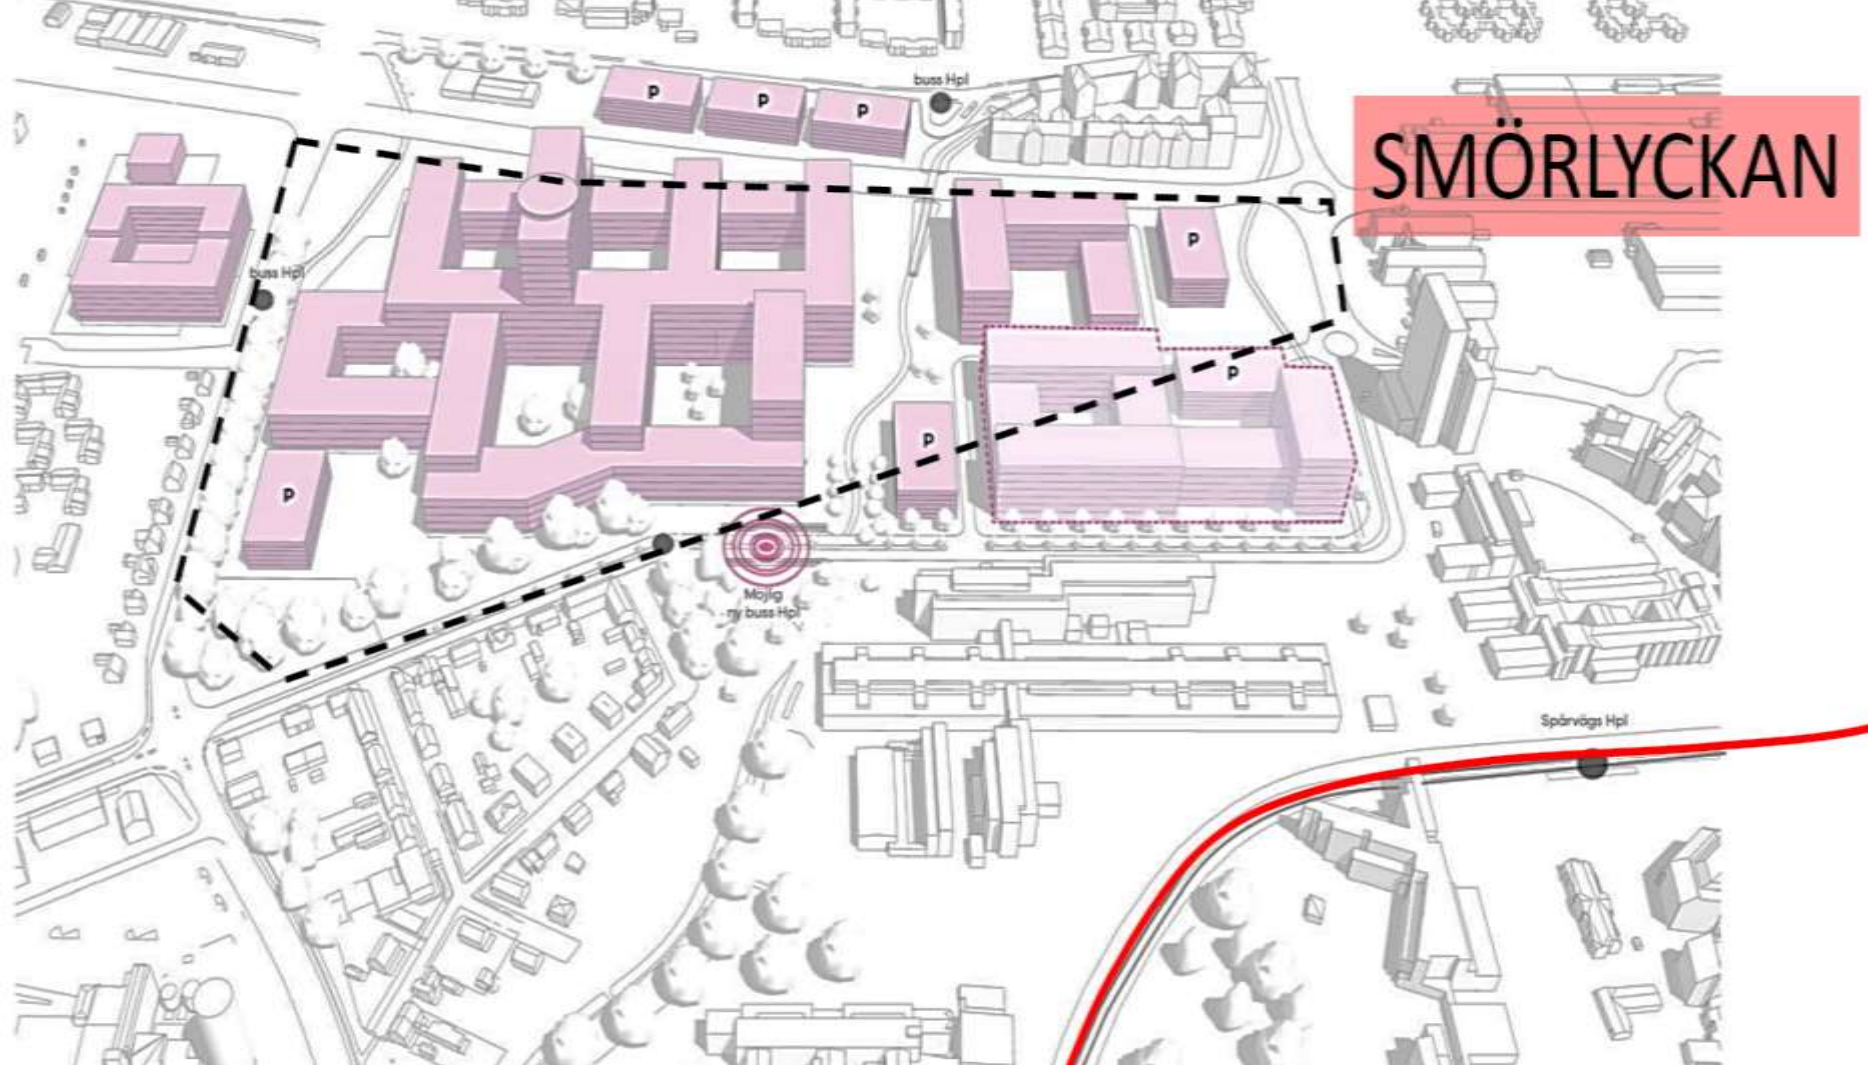 buss Hpl
P
P
P
SMÖRLYCKAN
P
buss Hpl
P
P
P
Möjlig
ny buss Hpl
Spårvägs Hpl